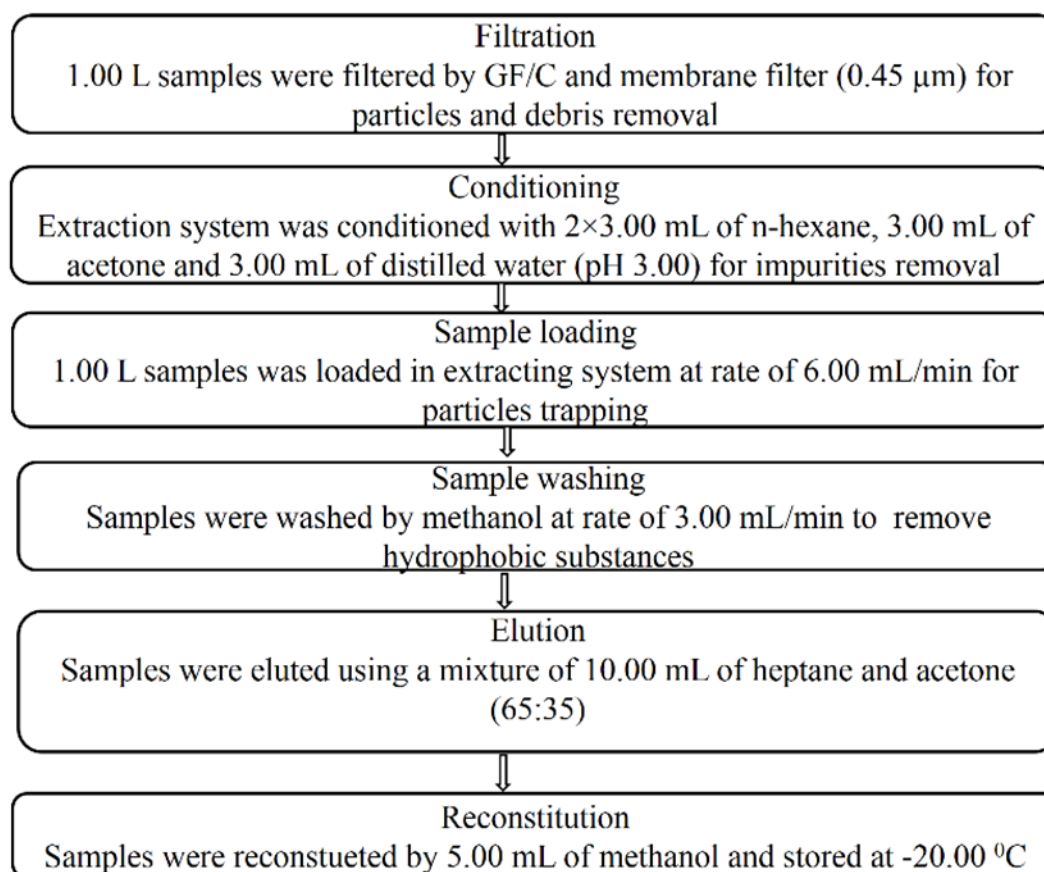 Filtration
1.00 L samples were filtered by GF/C and membrane filter (0.45 µm) for
particles and debris removal
Conditioning
Extraction system was conditioned with 2×3.00 mL of n-hexane, 3.00 mL of
acetone and 3.00 mL of distilled water (pH 3.00) for impurities removal
Sample loading
1.00 L samples was loaded in extracting system at rate of 6.00 mL/min for
particles trapping
Sample washing
Samples were washed by methanol at rate of 3.00 mL/min to remove
hydrophobic substances
Elution
Samples were eluted using a mixture of 10.00 mL of heptane and acetone
(65:35)
Reconstitution
Samples were reconstueted by 5.00 mL of methanol and stored at -20.00 ⁰C